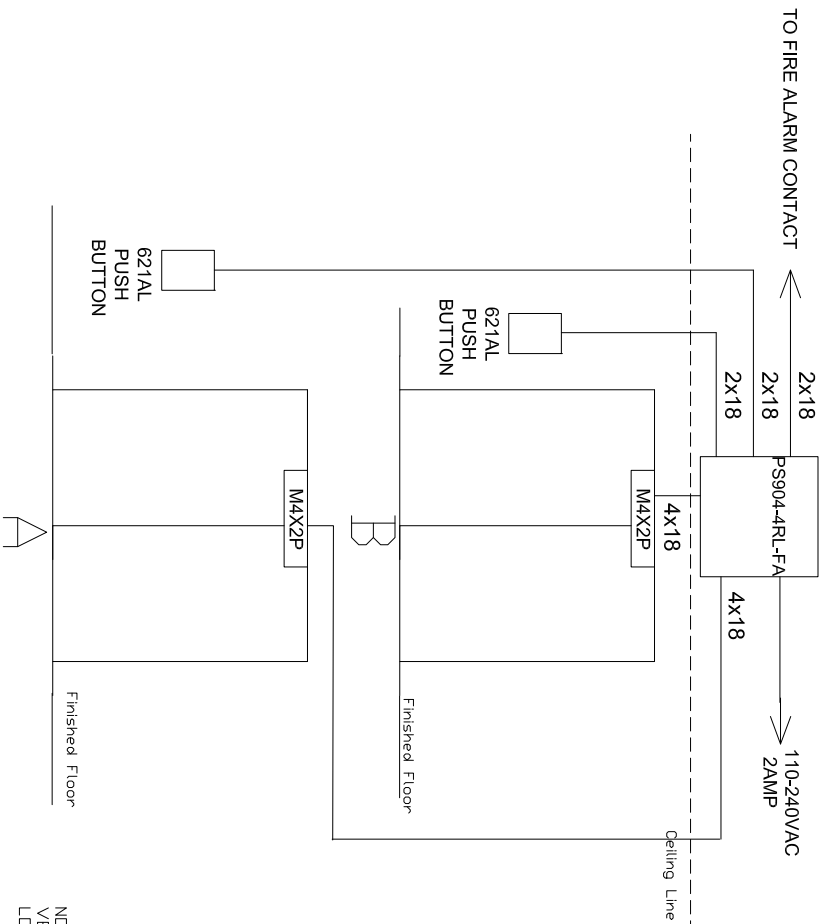 TO FIRE ALARM CONTACT
2x18
2x18
2x18
PS904-4RL-FA
110-240VAC
2AMP
4x18
4x18
Ceiling Line
621AL
PUSH
BUTTON
M4X2P
B
Finished Floor
621AL
PUSH
BUTTON
M4X2P
A
Finished Floor